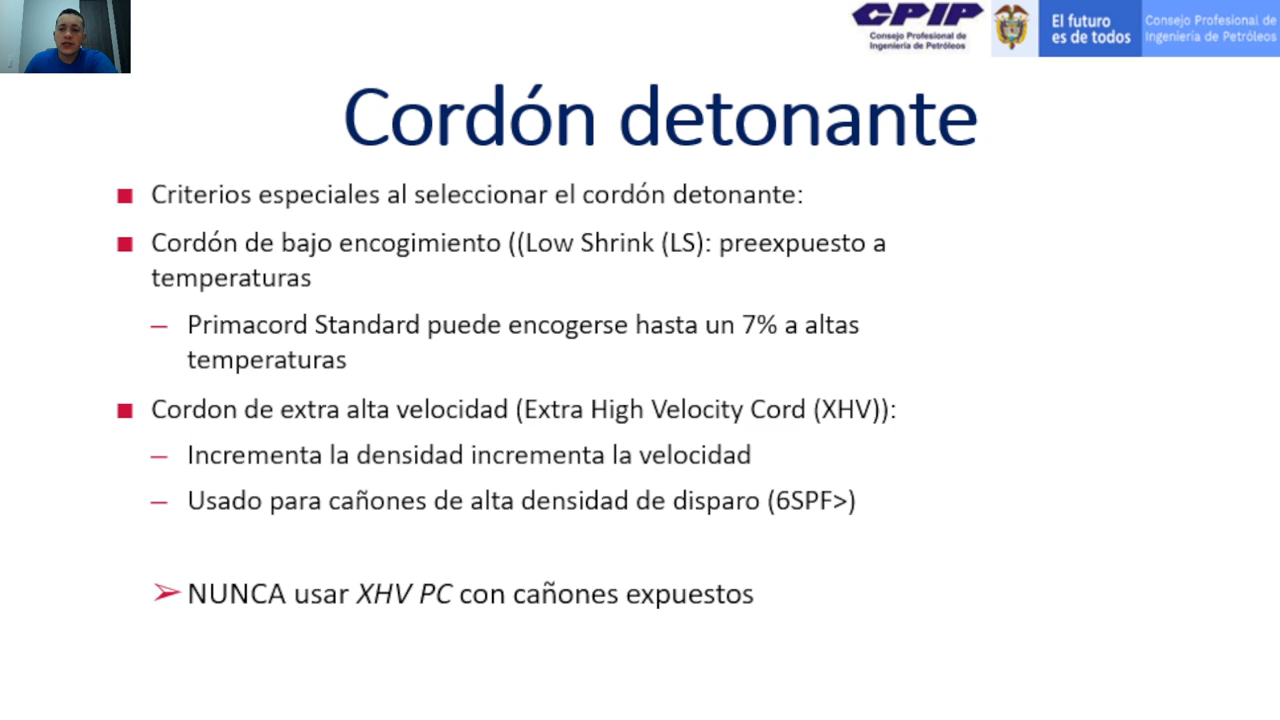 CPIP
Consejo Profesional de
Ingeniería de Petróleos
El futuro
es de todos
Consejo Profesional de
Ingeniería de Petróleos
Cordón detonante
Criterios especiales al seleccionar el cordón detonante:
Cordón de bajo encogimiento ((Low Shrink (LS): preexpuesto a
temperaturas
– Primacord Standard puede encogerse hasta un 7% a altas
temperaturas
Cordon de extra alta velocidad (Extra High Velocity Cord (XHV)):
– Incrementa la densidad incrementa la velocidad
– Usado para cañones de alta densidad de disparo (6SPF>)
NUNCA usar XHV PC con cañones expuestos